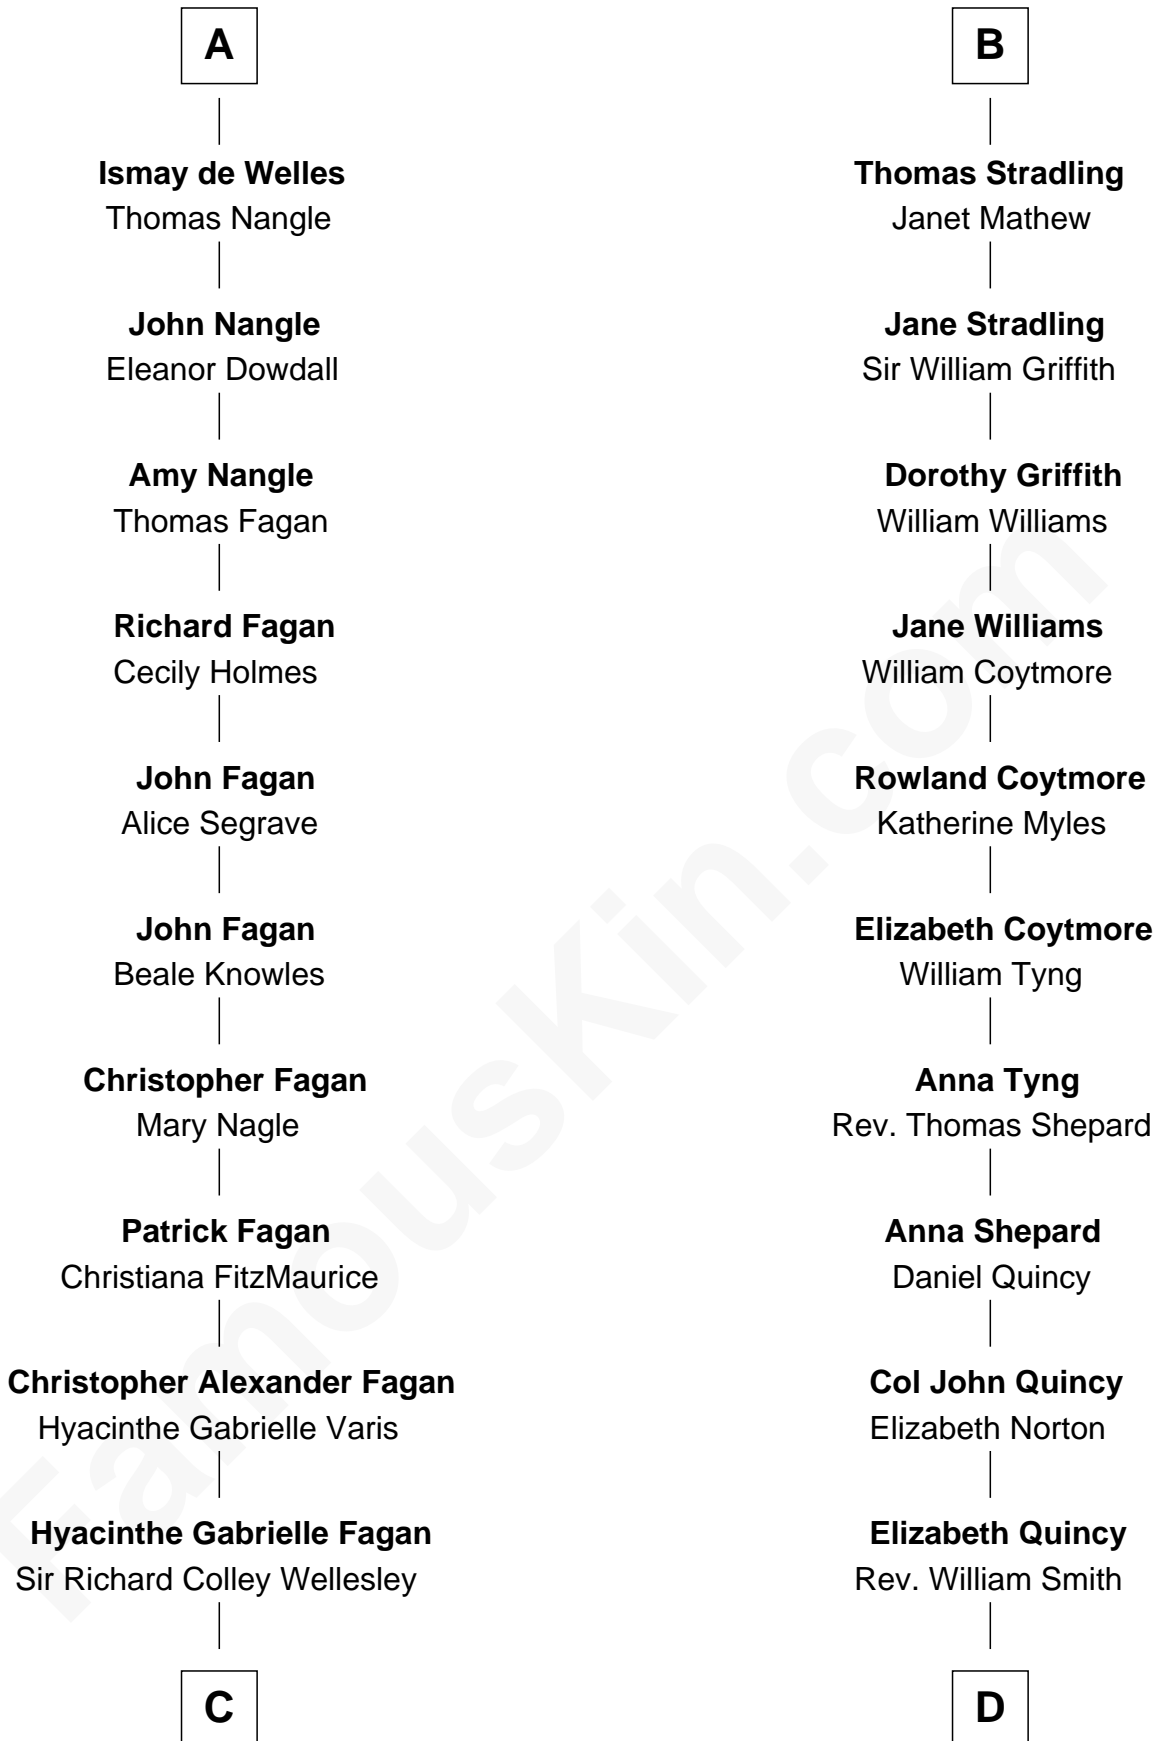 A
Ismay de Welles
Thomas Nangle
John Nangle
Eleanor Dowdall
Amy Nangle
Thomas Fagan
Richard Fagan
Cecily Holmes
John Fagan
Alice Segrave
John Fagan
Beale Knowles
Christopher Fagan
Mary Nagle
Patrick Fagan
Christiana FitzMaurice
Christopher Alexander Fagan
Hyacinthe Gabrielle Varis
Hyacinthe Gabrielle Fagan
Sir Richard Colley Wellesley
C
B
Thomas Stradling
Janet Mathew
Jane Stradling
Sir William Griffith
Dorothy Griffith
William Williams
Jane Williams
William Coytmore
Rowland Coytmore
Katherine Myles
Elizabeth Coytmore
William Tyng
Anna Tyng
Rev. Thomas Shepard
Anna Shepard
Daniel Quincy
Col John Quincy
Elizabeth Norton
Elizabeth Quincy
Rev. William Smith
D
FamousKin.com